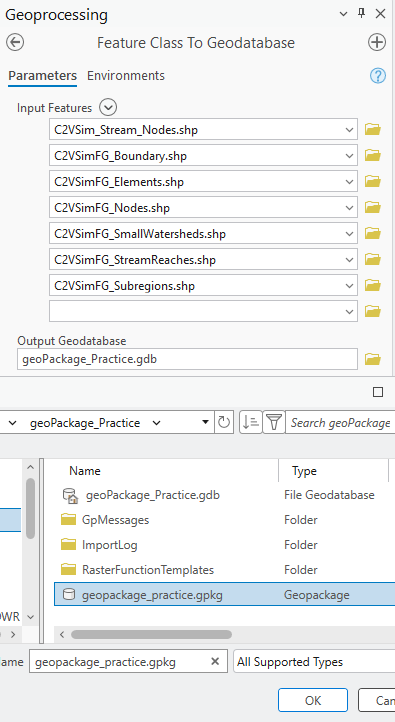 Geoprocessing
Feature Class To Geodatabase
Parameters Environments
Input Features
C2VSim_Stream_Nodes.shp
C2VSimFG_Boundary.shp
C2VSimFG_Elements.shp
C2VSimFG_Nodes.shp
C2VSimFG_SmallWatersheds.shp
C2VSimFG_StreamReaches.shp
C2VSimFG_Subregions.shp
Output Geodatabase
geoPackage_Practice.gdb
geoPackage_Practice Search geoPackage
Name Type
geoPackage_Practice.gdb File Geodatabase
GpMessages Folder
ImportLog Folder
RasterFunctionTemplates Folder
geopackage_practice.gpkg Geopackage
DWR
lame geopackage_practice.gpkg All Supported Types
OK Can